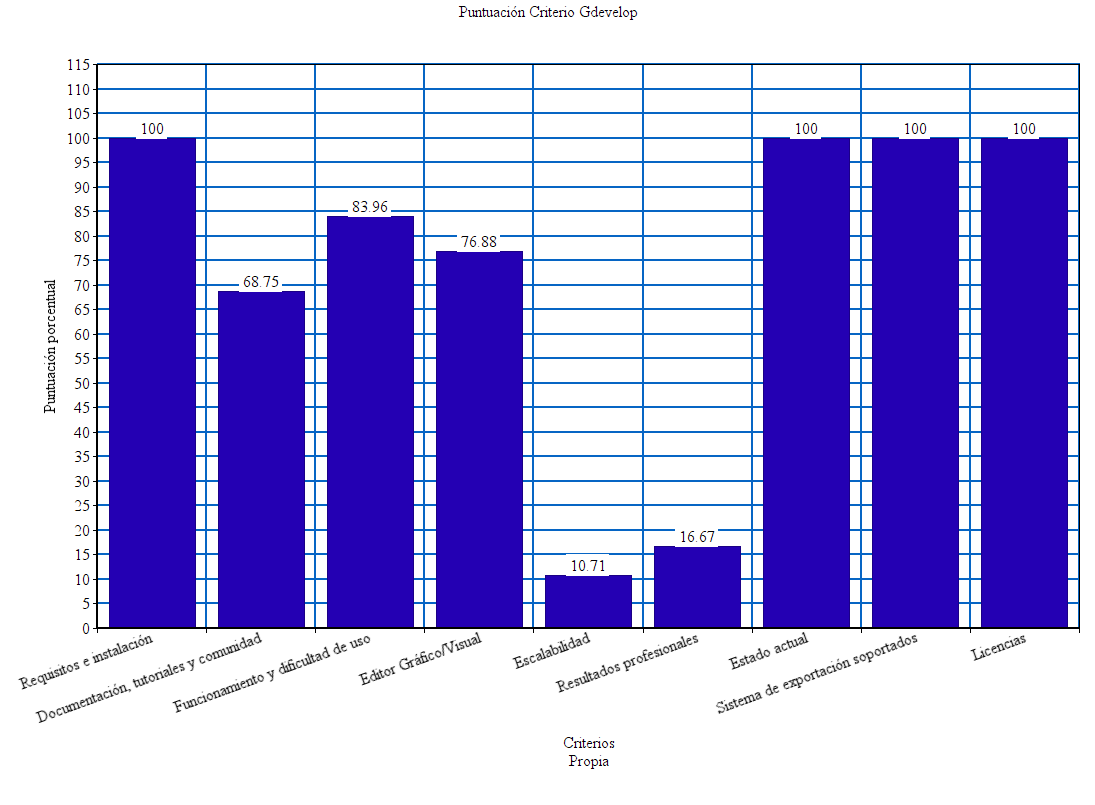 Puntuación Criterio Gdevelop
Puntuación porcentual
115
110
105
100
95
90
85
80
75
70
65
60
55
50
45
40
35
30
25
20
15
10
5
0
100
68.75
83.96
76.88
10.71
16.67
100
100
100
Requisitos e instalación
Documentación, tutoriales y comunidad
Funcionamiento y dificultad de uso
Editor Gráfico/Visual
Escalabilidad
Resultados profesionales
Estado actual
Sistema de exportación soportados
Licencias
Criterios
Propia